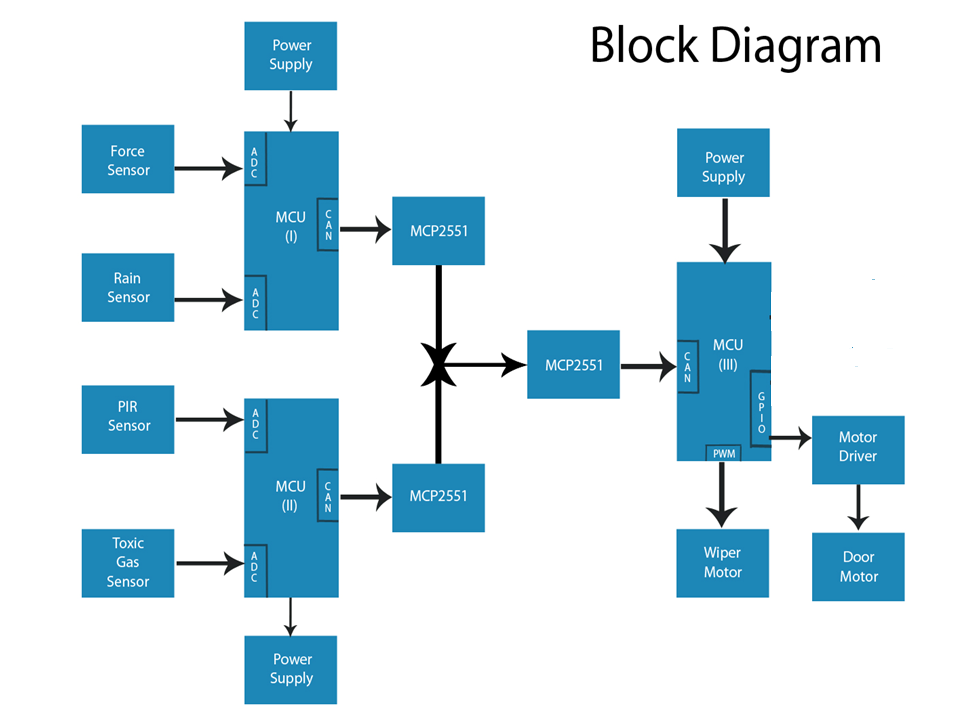 Block Diagram
Power
Supply
Force
Sensor
ADC
Rain
Sensor
ADC
MCU
(I)
CAN
MCP2551
PIR
Sensor
ADC
Toxic
Gas
Sensor
ADC
MCU
(II)
CAN
MCP2551
Power
Supply
MCP2551
Power
Supply
CAN
MCU
(III)
GPIO
PWM
Motor
Driver
Wiper
Motor
Door
Motor